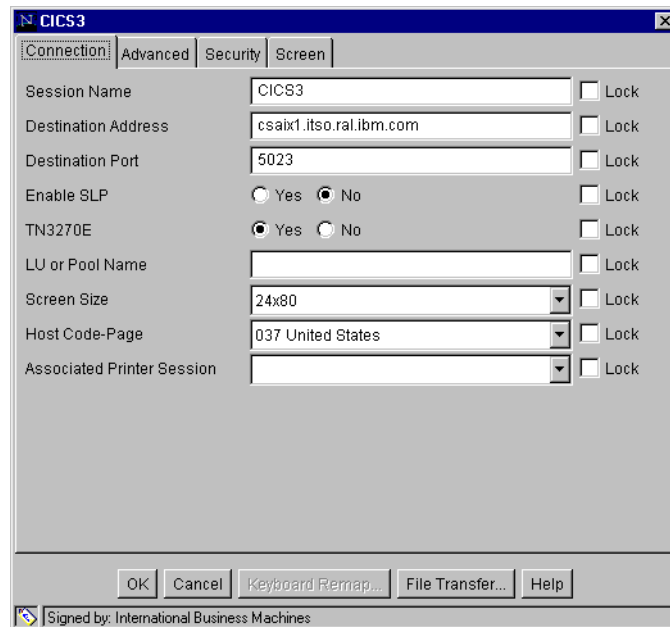 CICS3
Connection Advanced Security Screen
Session Name CICS3 Lock
Destination Address csaix1.itso.ral.ibm.com Lock
Destination Port 5023 Lock
Enable SLP Yes No Lock
TN3270E Yes No Lock
LU or Pool Name Lock
Screen Size 24x80 Lock
Host Code-Page 037 United States Lock
Associated Printer Session Lock
OK Cancel Keyboard Remap... File Transfer... Help
Signed by: International Business Machines